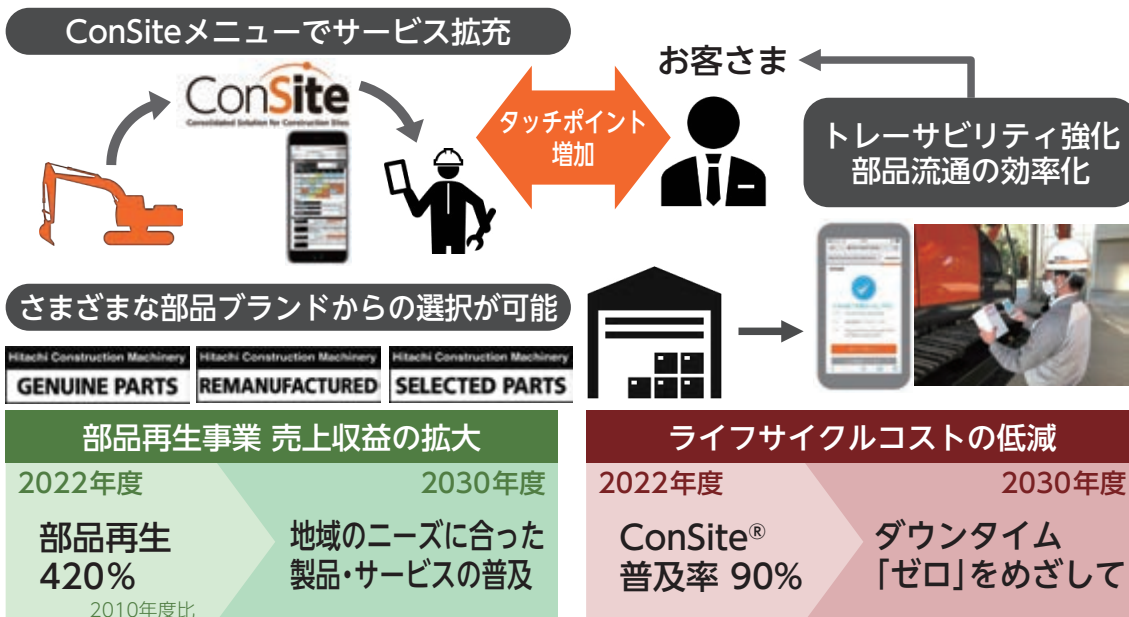 ConSiteメニューでサービス拡充
ConSite
Consolidated Solution for Construction Sites
タッチポイント
増加
お客さま
トレーサビリティ強化
部品流通の効率化
さまざまな部品ブランドからの選択が可能
Hitachi Construction Machinery
GENUINE PARTS
Hitachi Construction Machinery
REMANUFACTURED
Hitachi Construction Machinery
SELECTED PARTS
部品再生事業 売上収益の拡大
2022年度
2030年度
部品再生
420%
2010年度比
地域のニーズに合った
製品・サービスの普及
ライフサイクルコストの低減
2022年度
2030年度
ConSite®
普及率 90%
ダウンタイム
「ゼロ」をめざして